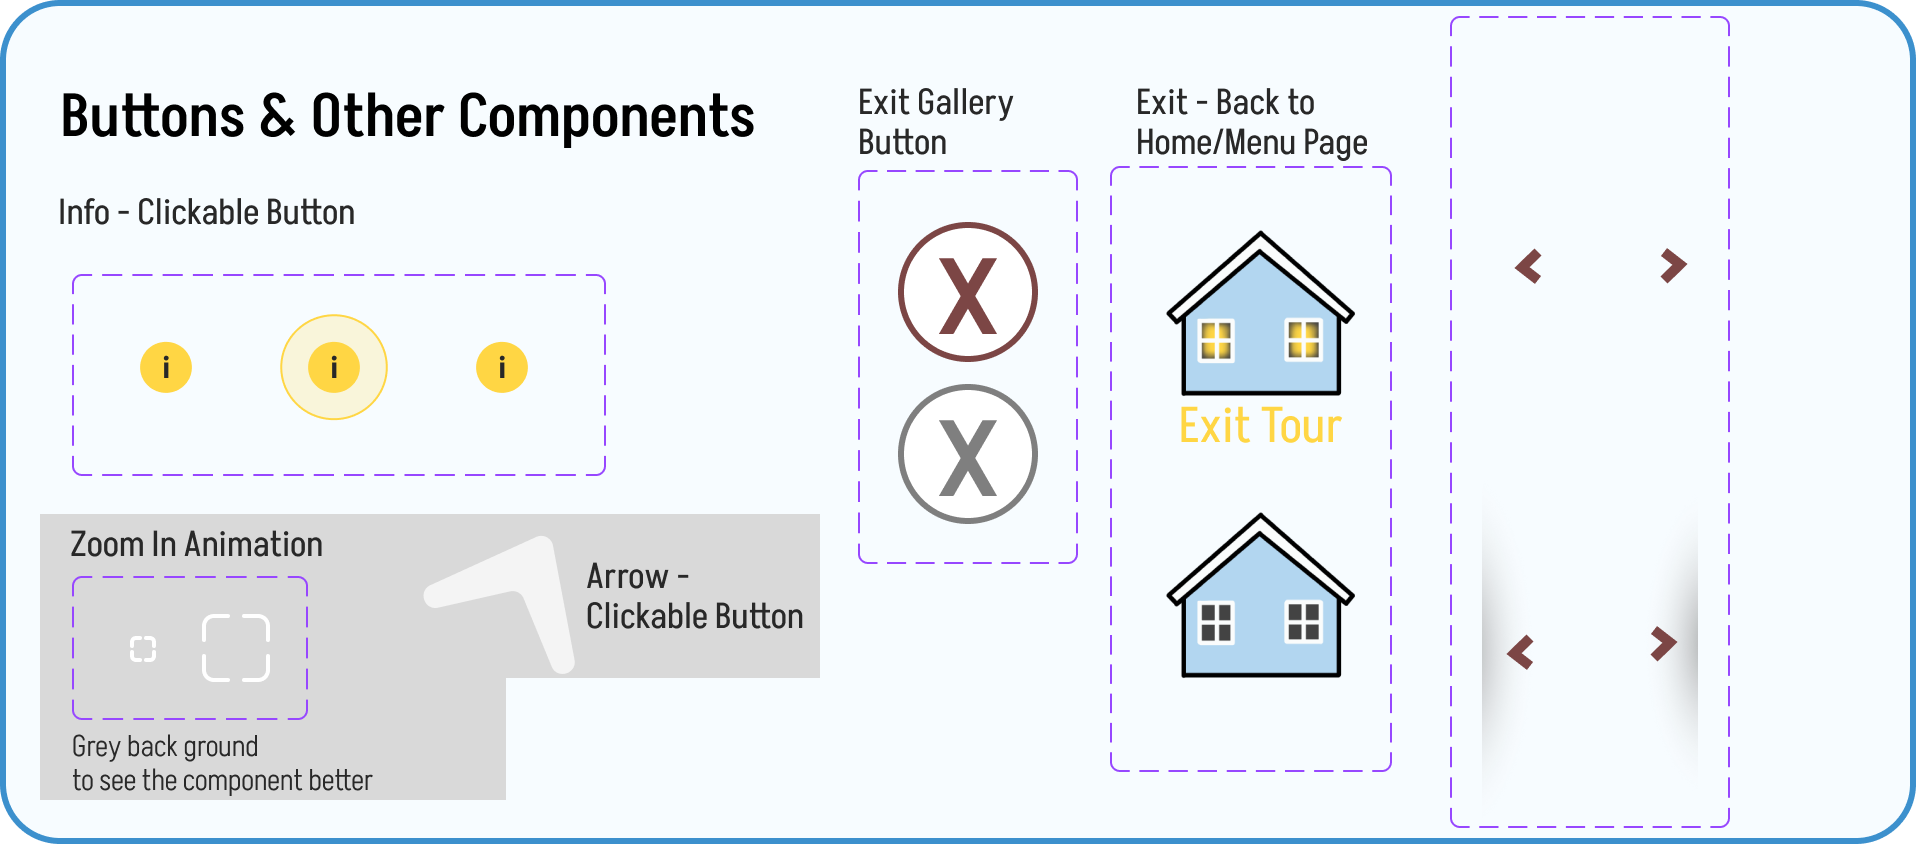 Buttons & Other Components
Info - Clickable Button
i
i
i
Zoom In Animation
Grey back ground
to see the component better
Arrow -
Clickable Button
Exit Gallery
Button
X
X
Exit - Back to
Home/Menu Page
Exit Tour